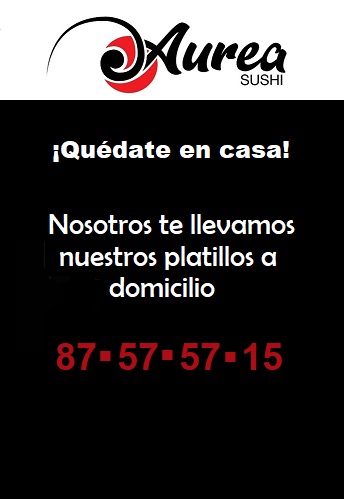 Aurea
SUSHI
¡Quédate en casa!
Nosotros te llevamos
nuestros platillos a
domicilio
87▪57▪57▪15